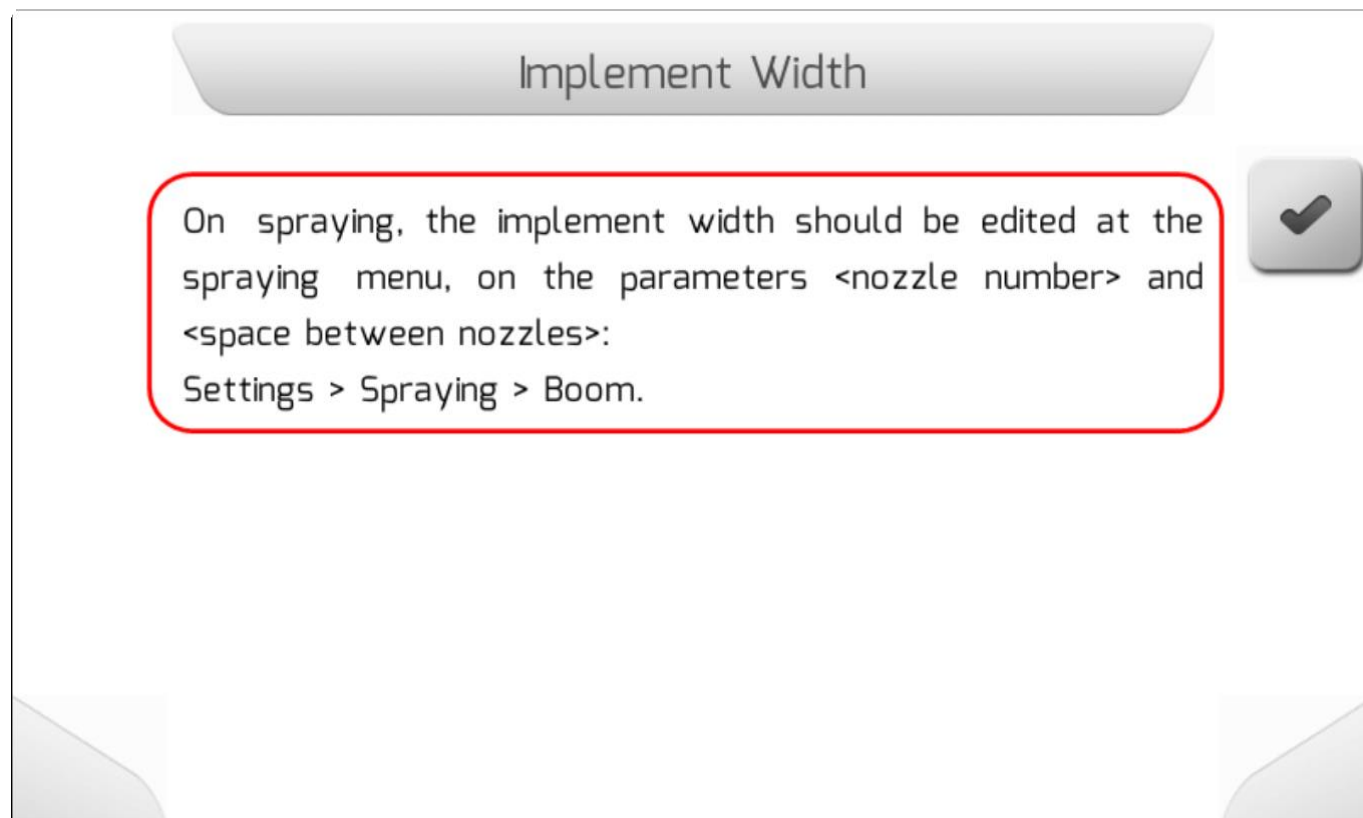 Implement Width
On spraying, the implement width should be edited at the
spraying menu, on the parameters <nozzle number> and
<space between nozzles>:
Settings > Spraying > Boom.